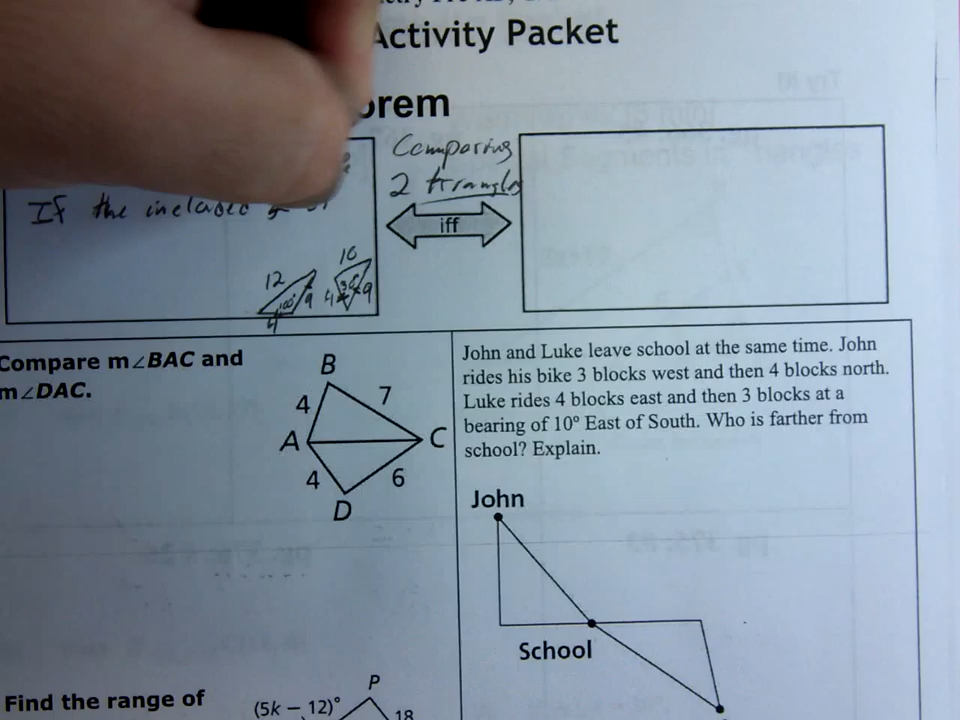 Activity Packet
orem
Comparing
2 triangles
If the included
iff
10
12
9
4
9
4
Compare m∠BAC and
m∠DAC.
B
4
7
A
C
4
6
D
John and Luke leave school at the same time. John
rides his bike 3 blocks west and then 4 blocks north.
Luke rides 4 blocks east and then 3 blocks at a
bearing of 10° East of South. Who is farther from
school? Explain.
John
School
Find the range of
P
(5k − 12)°
18